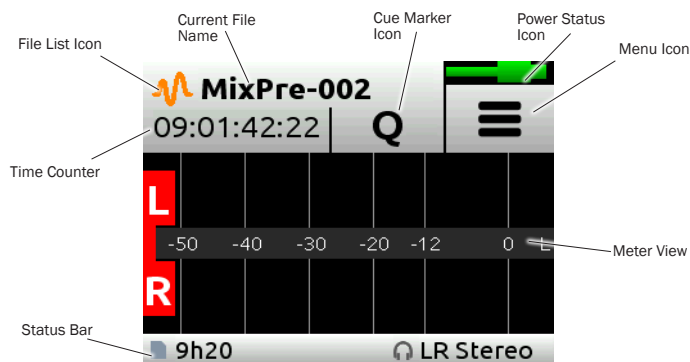 Current File
Name
Cue Marker
Icon
Power Status
Icon
File List Icon
Menu Icon
MixPre-002
09:01:42:22
Q
Time Counter
L
-50 -40 -30 -20 -12 0 L
Meter View
R
Status Bar
9h20
LR Stereo